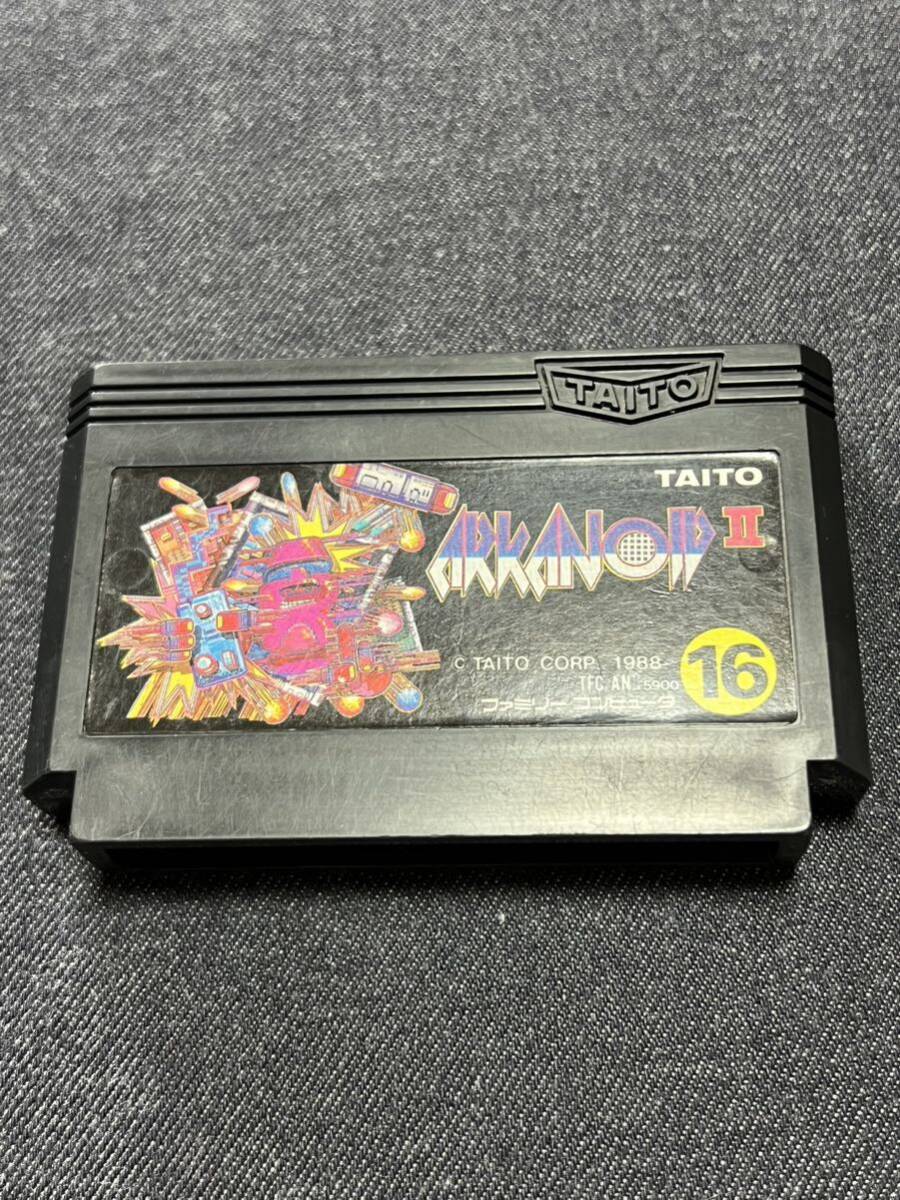 TAITO
TAITO
ARKANOID II
C TAITO CORP. 1988
TFC-AN-5900
16
ファミリーコンピュータ